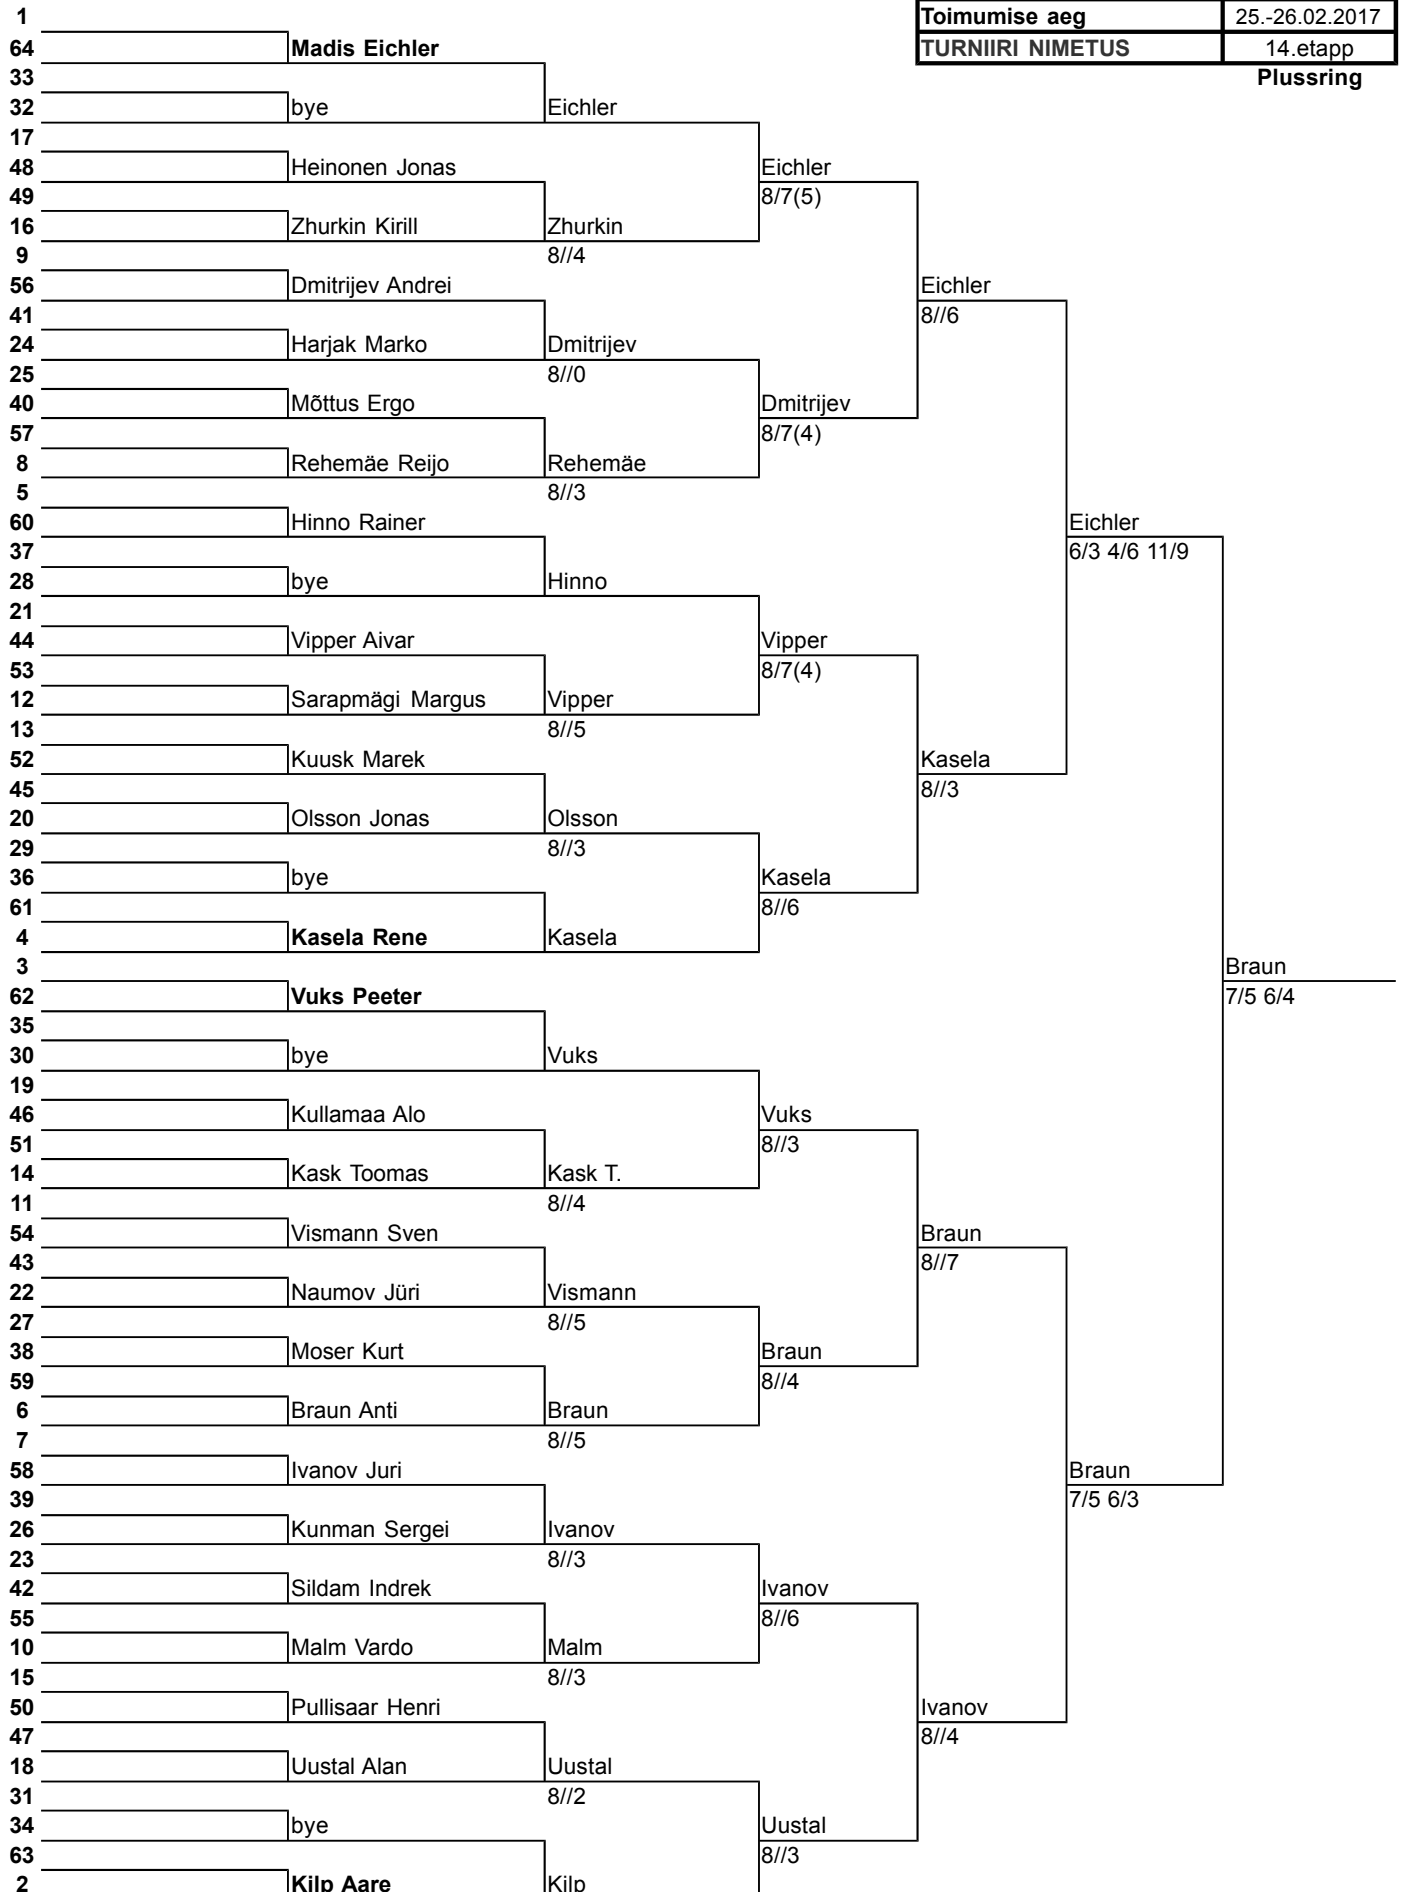 1 Toimumise aeg 25.-26.02.2017
64 Madis Eichler TURNIIRI NIMETUS 14.etapp
33 Plussring
32 bye Eichler
17
48 Heinonen Jonas Eichler
49 8/7(5)
16 Zhurkin Kirill Zhurkin
9 8//4
56 Dmitrijev Andrei Eichler
41 8//6
24 Harjak Marko Dmitrijev
25 8//0
40 Mõttus Ergo Dmitrijev
57 8/7(4)
8 Rehemäe Reijo Rehemäe
5 8//3
60 Hinno Rainer Eichler
37 6/3 4/6 11/9
28 bye Hinno
21
44 Vipper Aivar Vipper
53 8/7(4)
12 Sarapmägi Margus Vipper
13 8//5
52 Kuusk Marek Kasela
45 8//3
20 Olsson Jonas Olsson
29 8//3
36 bye Kasela
61 8//6
4 Kasela Rene Kasela
3 Braun
62 Vuks Peeter 7/5 6/4
35
30 bye Vuks
19
46 Kullamaa Alo Vuks
51 8//3
14 Kask Toomas Kask T.
11 8//4
54 Vismann Sven Braun
43 8//7
22 Naumov Jüri Vismann
27 8//5
38 Moser Kurt Braun
59 8//4
6 Braun Anti Braun
7 8//5
58 Ivanov Juri Braun
39 7/5 6/3
26 Kunman Sergei Ivanov
23 8//3
42 Sildam Indrek Ivanov
55 8//6
10 Malm Vardo Malm
15 8//3
50 Pullisaar Henri Ivanov
47 8//4
18 Uustal Alan Uustal
31 8//2
34 bye Uustal
63 8//3
2 Kilp Aare Kilp